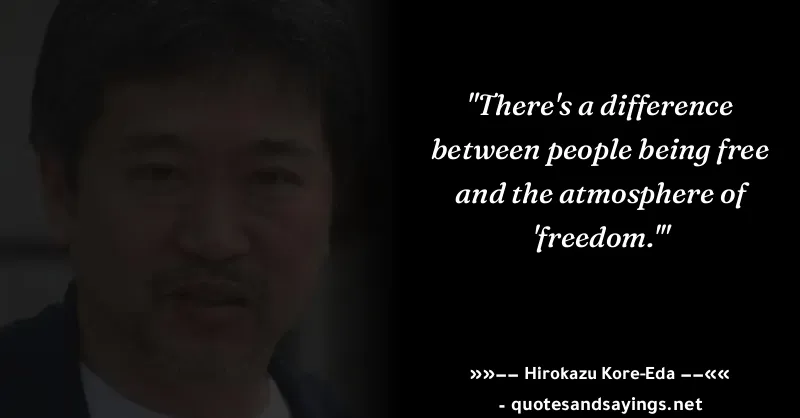 "There's a difference
between people being free
and the atmosphere of
'freedom.'"
»»−− Hirokazu Kore-Eda −−««
- quotesandsayings.net